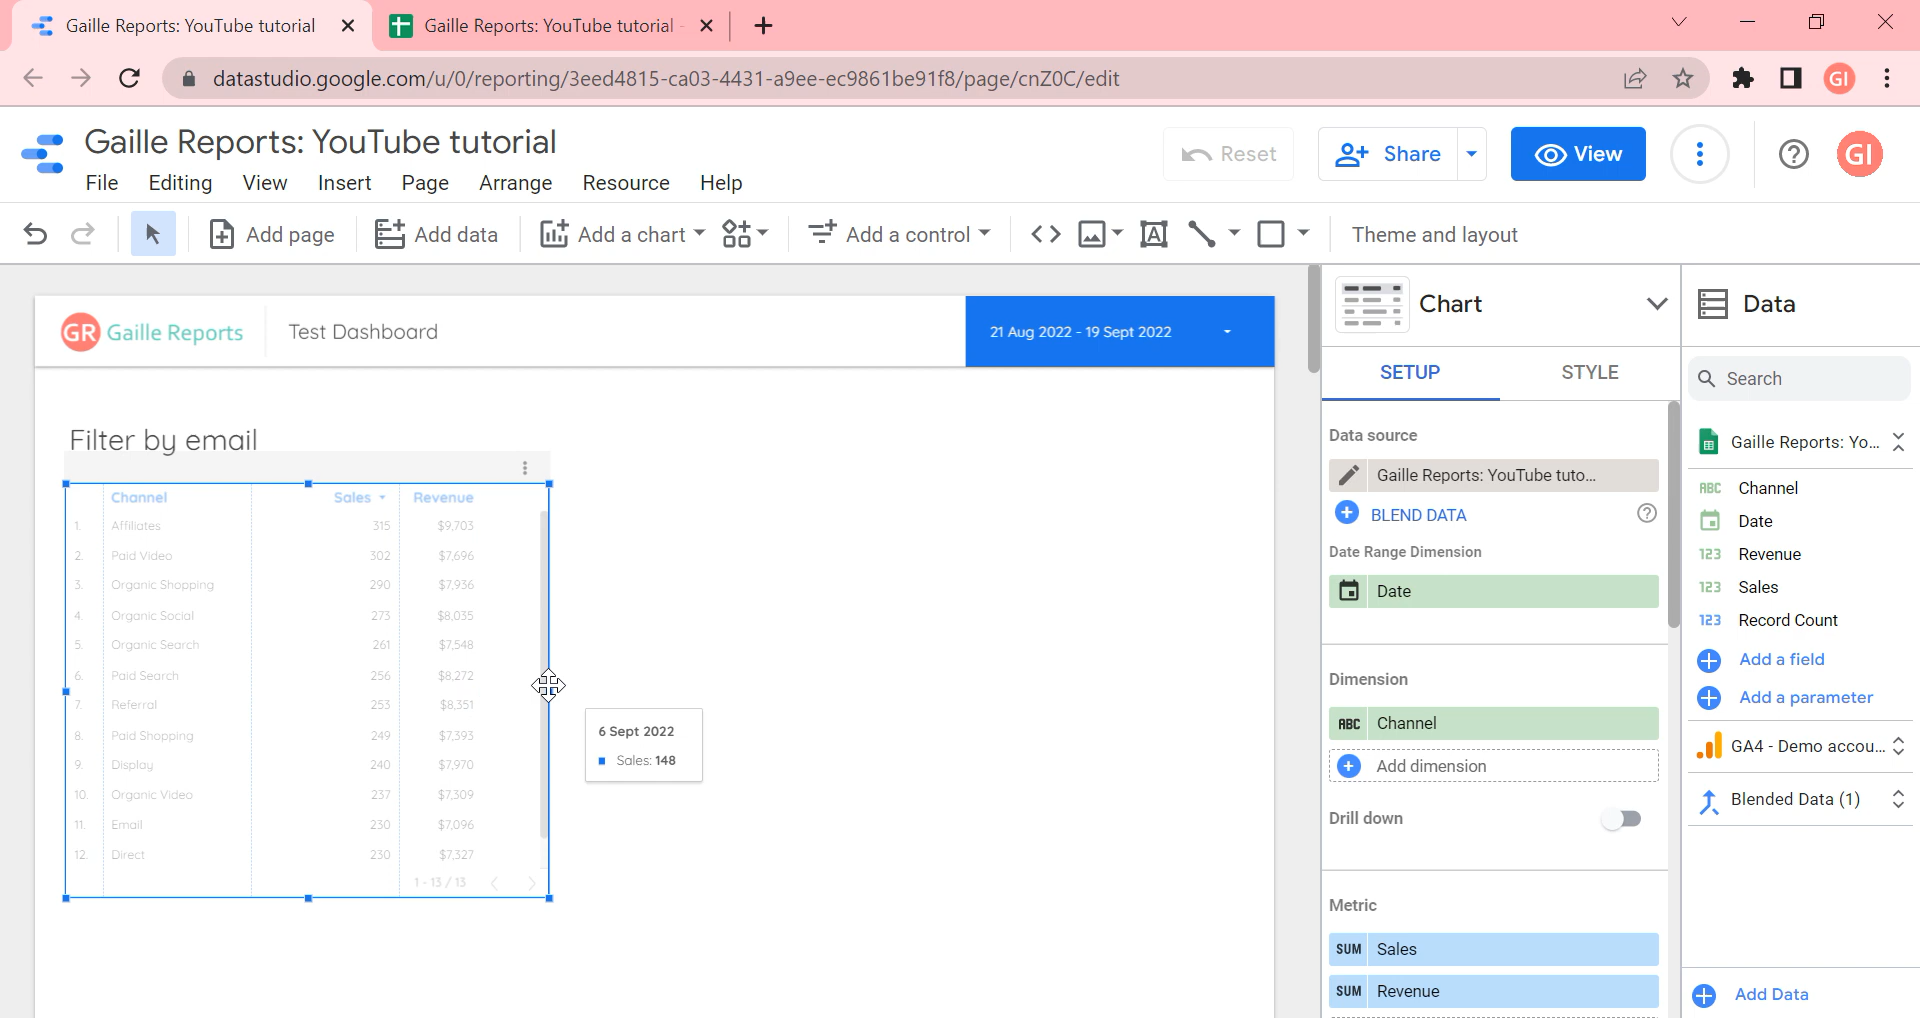 Gaille Reports: YouTube tutorial
Gaille Reports: YouTube tutorial -
datastudio.google.com/u/0/reporting/3eed4815-ca03-4431-a9ee-ec9861be91f8/page/cnZ0C/edit
GI
Gaille Reports: YouTube tutorial
Reset
Share
View
GI
File Editing View Insert Page Arrange Resource Help
Add page
Add data
Add a chart
Add a control
Theme and layout
GR Gaille Reports
Test Dashboard
21 Aug 2022 - 19 Sept 2022
Filter by email
Channel Sales Revenue
1. Affiliates 315 $9,703
2. Paid Video 302 $7,696
3. Organic Shopping 290 $7,936
4. Organic Social 273 $8,035
5. Organic Search 261 $7,548
6. Paid Search 256 $8,272
7. Referral 253 $8,351
8. Paid Shopping 249 $7,393
9. Display 240 $7,970
10. Organic Video 237 $7,309
11. Email 230 $7,096
12. Direct 230 $7,327
1 - 13 / 13
6 Sept 2022
Sales: 148
Chart
SETUP STYLE
Data source
Gaille Reports: YouTube tuto...
BLEND DATA
Date Range Dimension
Date
Dimension
ABC Channel
Add dimension
Drill down
Metric
SUM Sales
SUM Revenue
Data
Search
Gaille Reports: Yo...
ABC Channel
Date
123 Revenue
123 Sales
123 Record Count
Add a field
Add a parameter
GA4 - Demo accou...
Blended Data (1)
Add Data